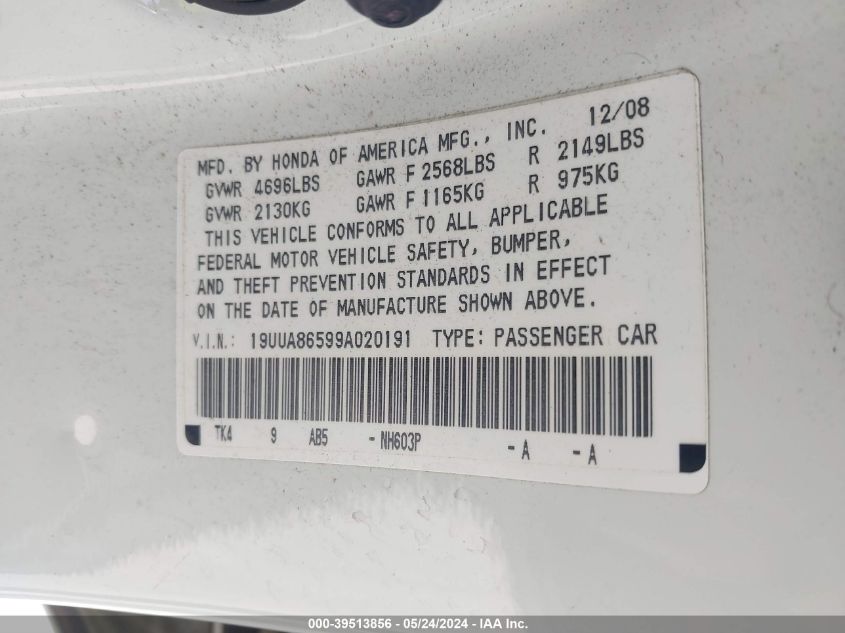 MFD. BY HONDA OF AMERICA MFG., INC. 12/08
GVWR 4696LBS GAWR F 2568LBS R 2149LBS
GVWR 2130KG GAWR F 1165KG R 975KG
THIS VEHICLE CONFORMS TO ALL APPLICABLE
FEDERAL MOTOR VEHICLE SAFETY, BUMPER,
AND THEFT PREVENTION STANDARDS IN EFFECT
ON THE DATE OF MANUFACTURE SHOWN ABOVE.
V.I.N.: 19UUA86599A020191 TYPE: PASSENGER CAR
TK4 9 AB5 -NH603P -A -A
000-39513856 - 05/24/2024 - IAA Inc.